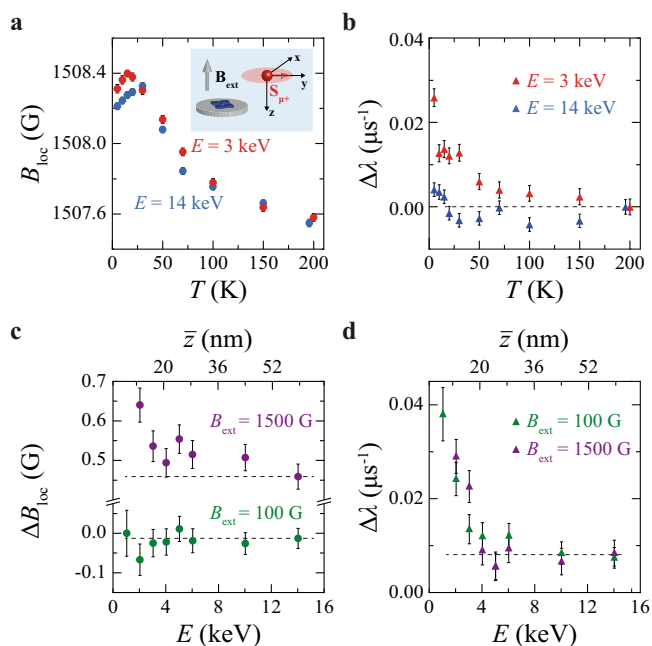 a
1508.4
1508.0
1507.6
B_loc (G)
0 50 100 150 200
T (K)
B_ext
x
y
z
S_μ+
E = 3 keV
E = 14 keV
b
0.04
0.02
0.00
Δλ (μs⁻¹)
0 50 100 150 200
T (K)
E = 3 keV
E = 14 keV
c
z̅ (nm)
20 36 44 52
0.7
0.6
0.5
0.0
-0.1
ΔB_loc (G)
B_ext = 1500 G
B_ext = 100 G
0 4 8 12 16
E (keV)
d
z̅ (nm)
20 36 44 52
0.04
0.02
0.00
Δλ (μs⁻¹)
B_ext = 100 G
B_ext = 1500 G
0 4 8 12 16
E (keV)